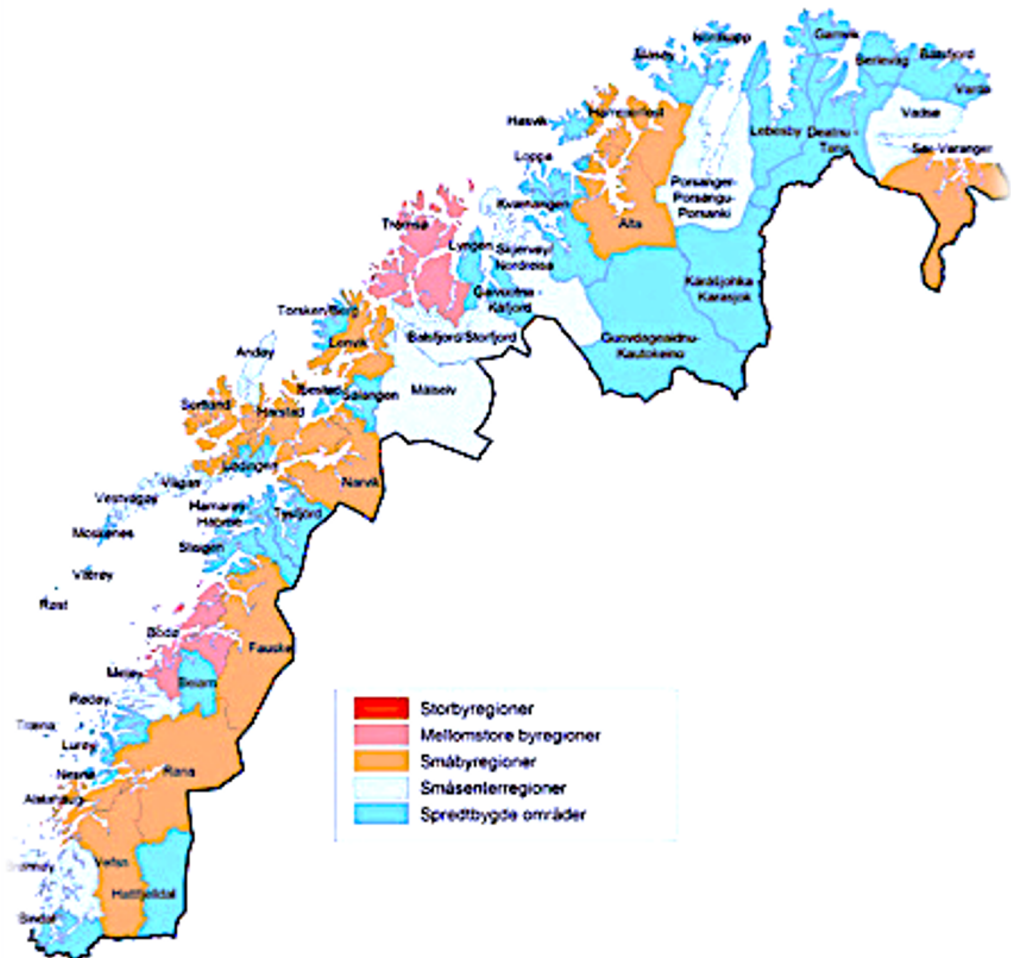 Nordkapp
Gamvik
Måsøy
Berlevåg
Båtsfjord
Vardø
Hammerfest
Hasvik
Vadsø
Lebesby
Deatnu -
Tana
Sør-Varanger
Loppa
Porsanger-
Porsángu-
Porsanki
Kvænangen
Alta
Tromsø
Lyngen
Skjervøy/
Nordreisa
Karášjohka
Karasjok
Gáivuotna -
Kåfjord
Torsken/Berg
Balsfjord/Storfjord
Lenvik
Guovdageaidnu-
Kautokeino
Andøy
Ibestad
Salangen
Målselv
Sortland
Harstad
Lødingen
Narvik
Vågan
Vestvågøy
Hamarøy
Tysfjord
Moskenes
Steigen
Værøy
Røst
Bodø
Fauske
Meløy
Beiarn
Rødøy
Træna
Lurøy
Nesna
Rana
Alstahaug
Vefsn
Hattfjelldal
Bindal
Storbyregioner
Mellomstore byregioner
Småbyregioner
Småsenterregioner
Spredtbygde områder